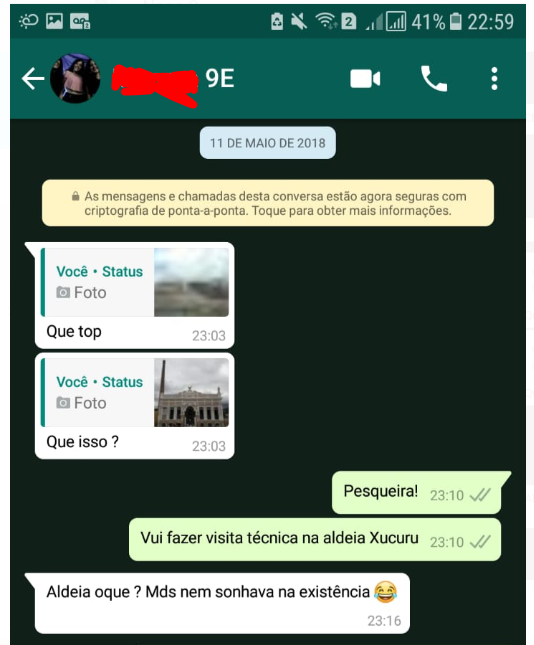 2 41% 22:59
9E
11 DE MAIO DE 2018
As mensagens e chamadas desta conversa estão agora seguras com
criptografia de ponta-a-ponta. Toque para obter mais informações.
Você • Status
Foto
Que top 23:03
Você • Status
Foto
Que isso ? 23:03
Pesqueira! 23:10
Vui fazer visita técnica na aldeia Xucuru 23:10
Aldeia oque ? Mds nem sonhava na existência 😂
23:16